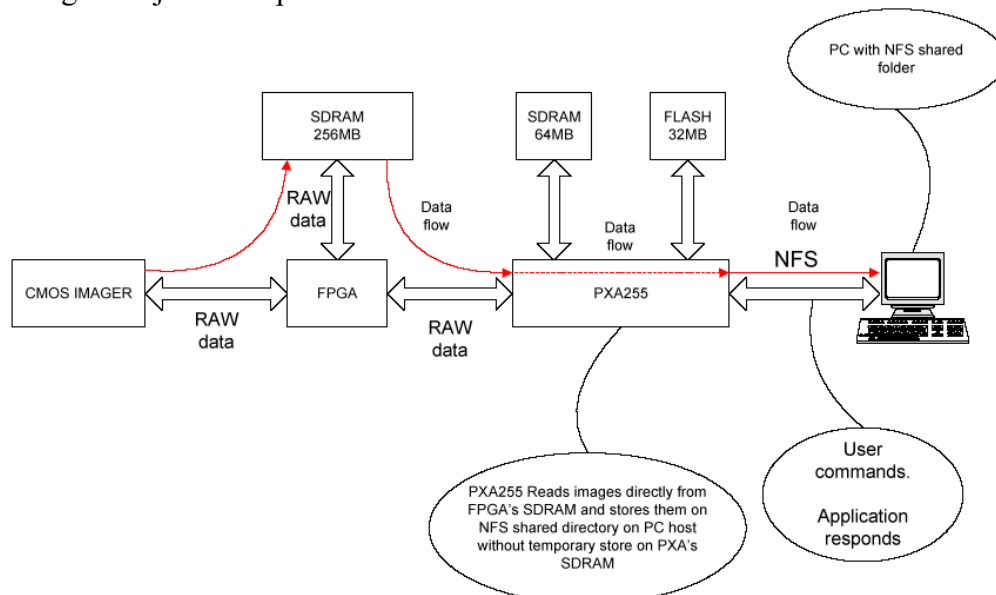 PC with NFS shared
folder
SDRAM
256MB
SDRAM
64MB
FLASH
32MB
RAW
data
Data
flow
Data
flow
Data
flow
NFS
CMOS IMAGER
FPGA
PXA255
RAW
data
RAW
data
PXA255 Reads images directly from
FPGA's SDRAM and stores them on
NFS shared directory on PC host
without temporary store on PXA's
SDRAM
User
commands.
Application
responds